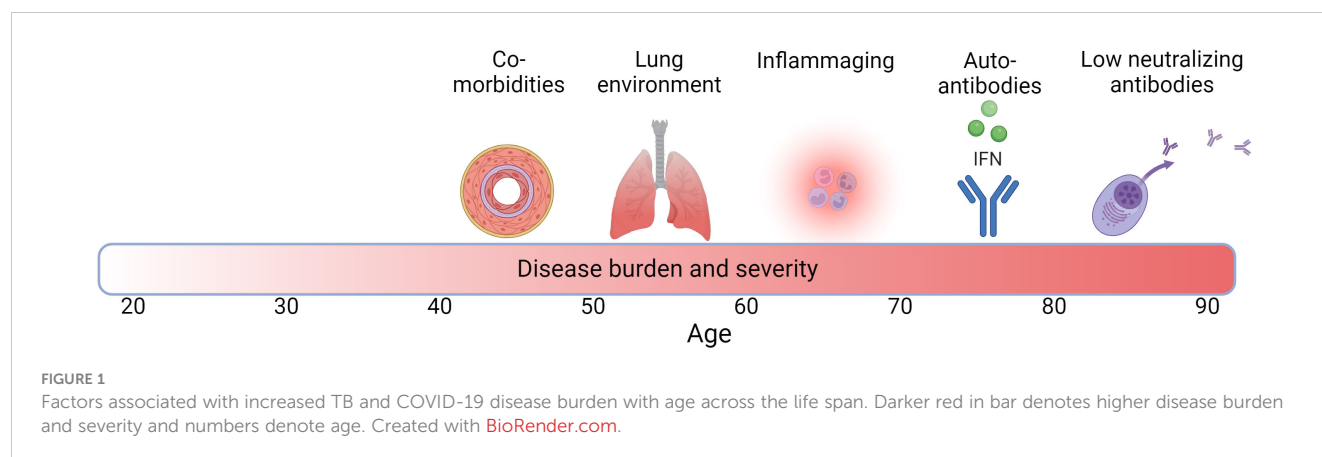 Co-
morbidities
Lung
environment
Inflammaging
Auto-
antibodies
Low neutralizing
antibodies
IFN
Disease burden and severity
20 30 40 50 60 70 80 90
Age
FIGURE 1
Factors associated with increased TB and COVID-19 disease burden with age across the life span. Darker red in bar denotes higher disease burden
and severity and numbers denote age. Created with BioRender.com.